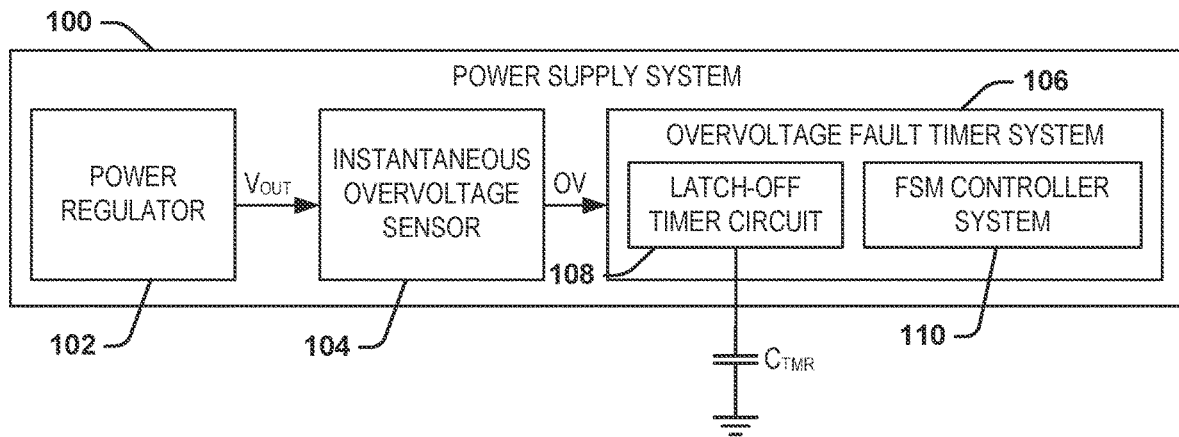 100
POWER SUPPLY SYSTEM
106
OVERVOLTAGE FAULT TIMER SYSTEM
POWER
REGULATOR
VOUT
INSTANTANEOUS
OVERVOLTAGE
SENSOR
OV
LATCH-OFF
TIMER CIRCUIT
FSM CONTROLLER
SYSTEM
108
102
104
110
CTMR